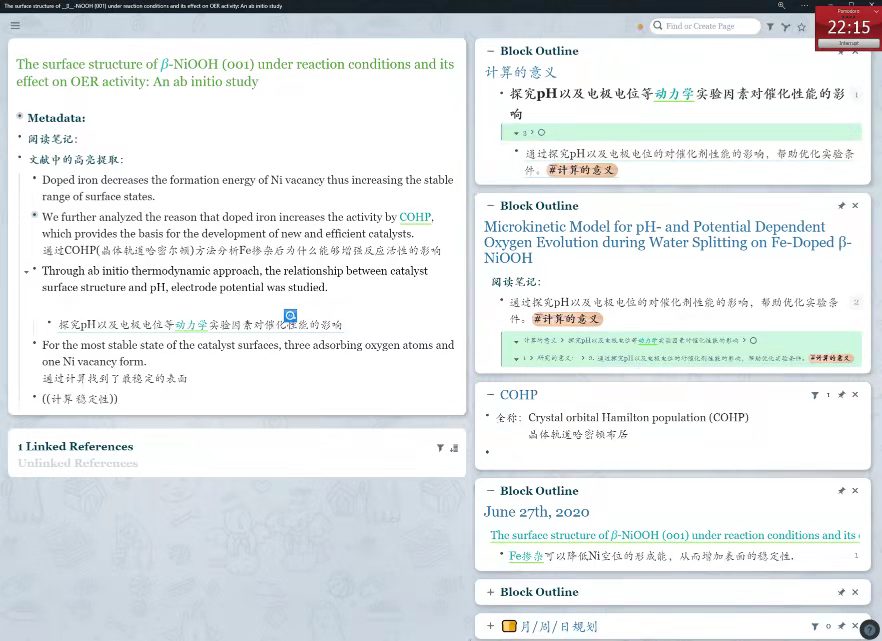 The surface structure of __β__-NiOOH (001) under reaction conditions and its effect on OER activity: An ab initio study
Pomodoro
22:15
Interrupt
Find or Create Page
The surface structure of β-NiOOH (001) under reaction conditions and its
effect on OER activity: An ab initio study
Metadata:
阅读笔记:
文献中的高亮提取:
Doped iron decreases the formation energy of Ni vacancy thus increasing the stable
range of surface states.
We further analyzed the reason that doped iron increases the activity by COHP,
which provides the basis for the development of new and efficient catalysts.
通过COHP(晶体轨道哈密尔顿)方法分析Fe掺杂后为什么能够增强反应活性的影响
Through ab initio thermodynamic approach, the relationship between catalyst
surface structure and pH, electrode potential was studied.
探究pH以及电极电位等动力学实验因素对催化性能的影响
For the most stable state of the catalyst surfaces, three adsorbing oxygen atoms and
one Ni vacancy form.
通过计算找到了最稳定的表面
((计算 稳定性))
1 Linked References
Unlinked References
Block Outline
计算的意义
探究pH以及电极电位等动力学实验因素对催化性能的影
响
1
3 >
通过探究pH以及电极电位的对催化剂性能的影响，帮助优化实验条
件。#计算的意义
Block Outline
Microkinetic Model for pH- and Potential Dependent
Oxygen Evolution during Water Splitting on Fe-Doped β-
NiOOH
阅读笔记:
通过探究pH以及电极电位的对催化剂性能的影响，帮助优化实验条
件。#计算的意义
2
计算的意义 > 探究pH以及电极电位等动力学实验因素对催化性能的影响 >
1 > 研究的意义: > 3. 通过探究pH以及电极电位的对催化剂性能的影响，帮助优化实验条件。#计算的意义
COHP
1
全称: Crystal orbital Hamilton population (COHP)
晶体轨道哈密顿布居
Block Outline
June 27th, 2020
The surface structure of β-NiOOH (001) under reaction conditions and its
Fe掺杂可以降低Ni空位的形成能，从而增加表面的稳定性.
1
Block Outline
月/周/日规划
0